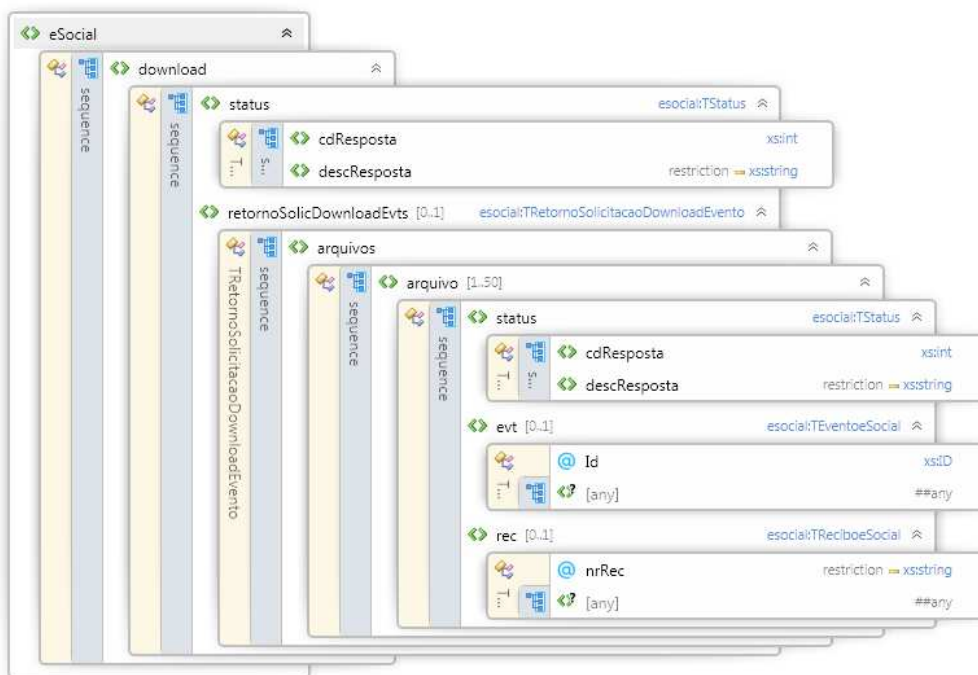 eSocial
sequence
download
sequence
status esocial:TStatus
T... s... cdResposta xs:int
descResposta restriction xs:string
retornoSolicDownloadEvts [0..1] esocial:TRetornoSolicitacaoDownloadEvento
TRetornoSolicitacaoDownloadEvento
sequence
arquivos
sequence
arquivo [1..50]
sequence
status esocial:TStatus
T... s... cdResposta xs:int
descResposta restriction xs:string
evt [0..1] esocial:TEventoeSocial
T... @ Id xs:ID
? [any] ##any
rec [0..1] esocial:TReciboeSocial
T... @ nrRec restriction xs:string
? [any] ##any